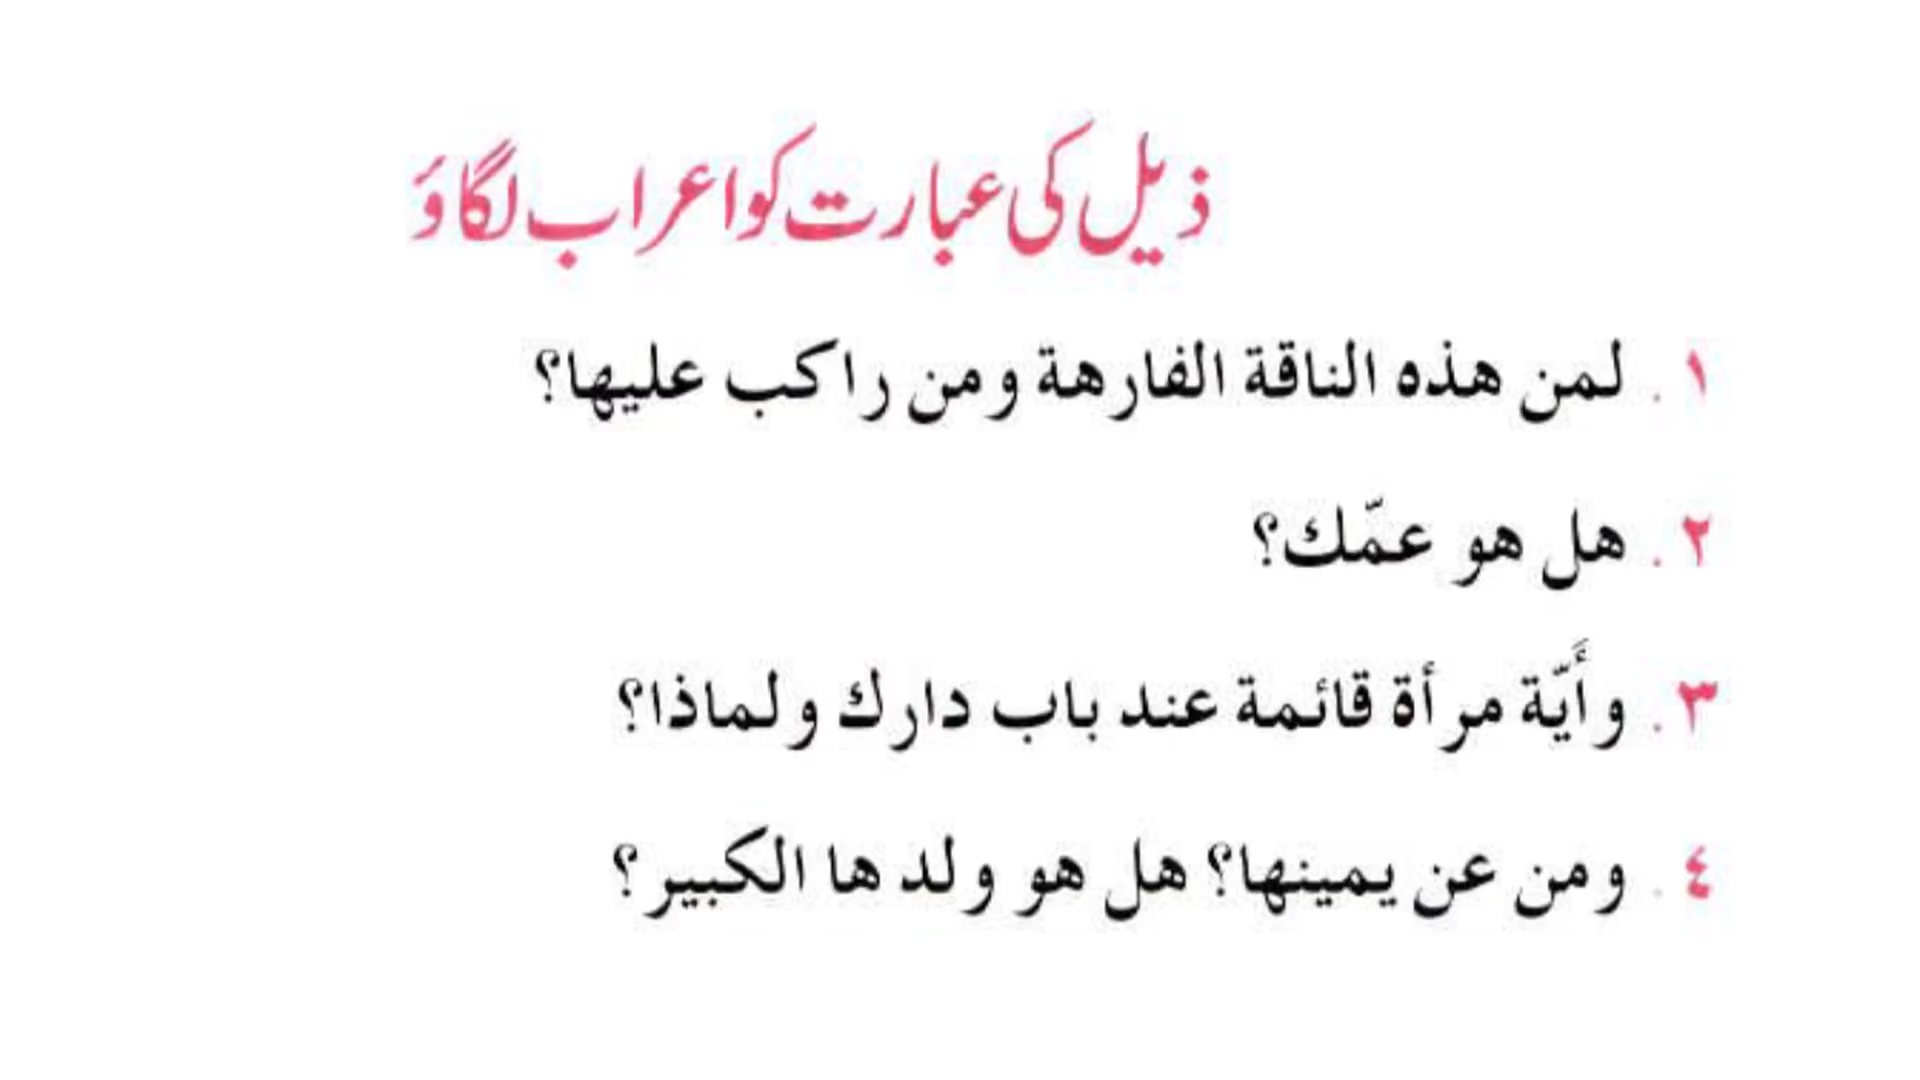 ذیل کی عبارت کو اعراب لگاؤ
١. لمن هذه الناقة الفارهة ومن راكب عليها؟
٢. هل هو عمّك؟
٣. وأَيّة مرأة قائمة عند باب دارك ولماذا؟
٤. ومن عن يمينها؟ هل هو ولدها الكبير؟